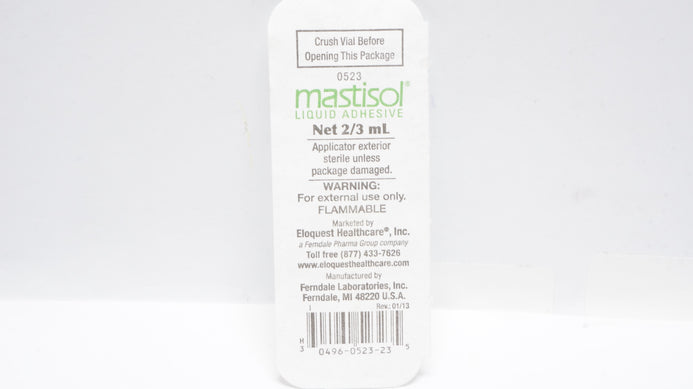 Crush Vial Before
Opening This Package
0523
mastisol®
LIQUID ADHESIVE
Net 2/3 mL
Applicator exterior
sterile unless
package damaged.
WARNING:
For external use only.
FLAMMABLE
Marketed by
Eloquest Healthcare®, Inc.
a Ferndale Pharma Group company
Toll free (877) 433-7626
www.eloquesthealthcare.com
Manufactured by
Ferndale Laboratories, Inc.
Ferndale, MI 48220 U.S.A.
1 Rev.: 01/13
H
3 0496-0523-23 5